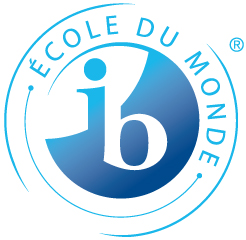 • ÉCOLE DU MONDE •
®
ib